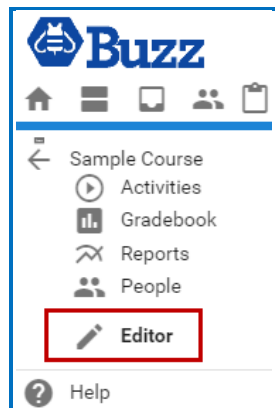 Buzz
Sample Course
Activities
Gradebook
Reports
People
Editor
Help